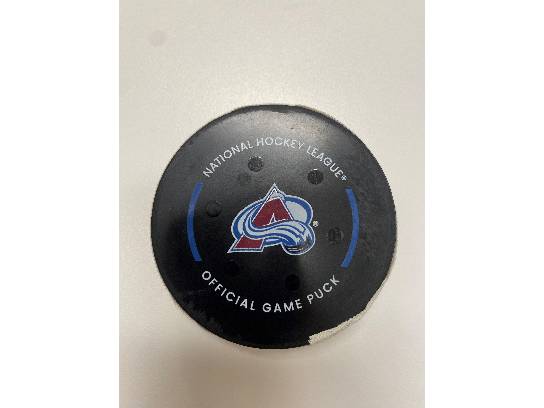 NATIONAL HOCKEY LEAGUE®
A
®
OFFICIAL GAME PUCK